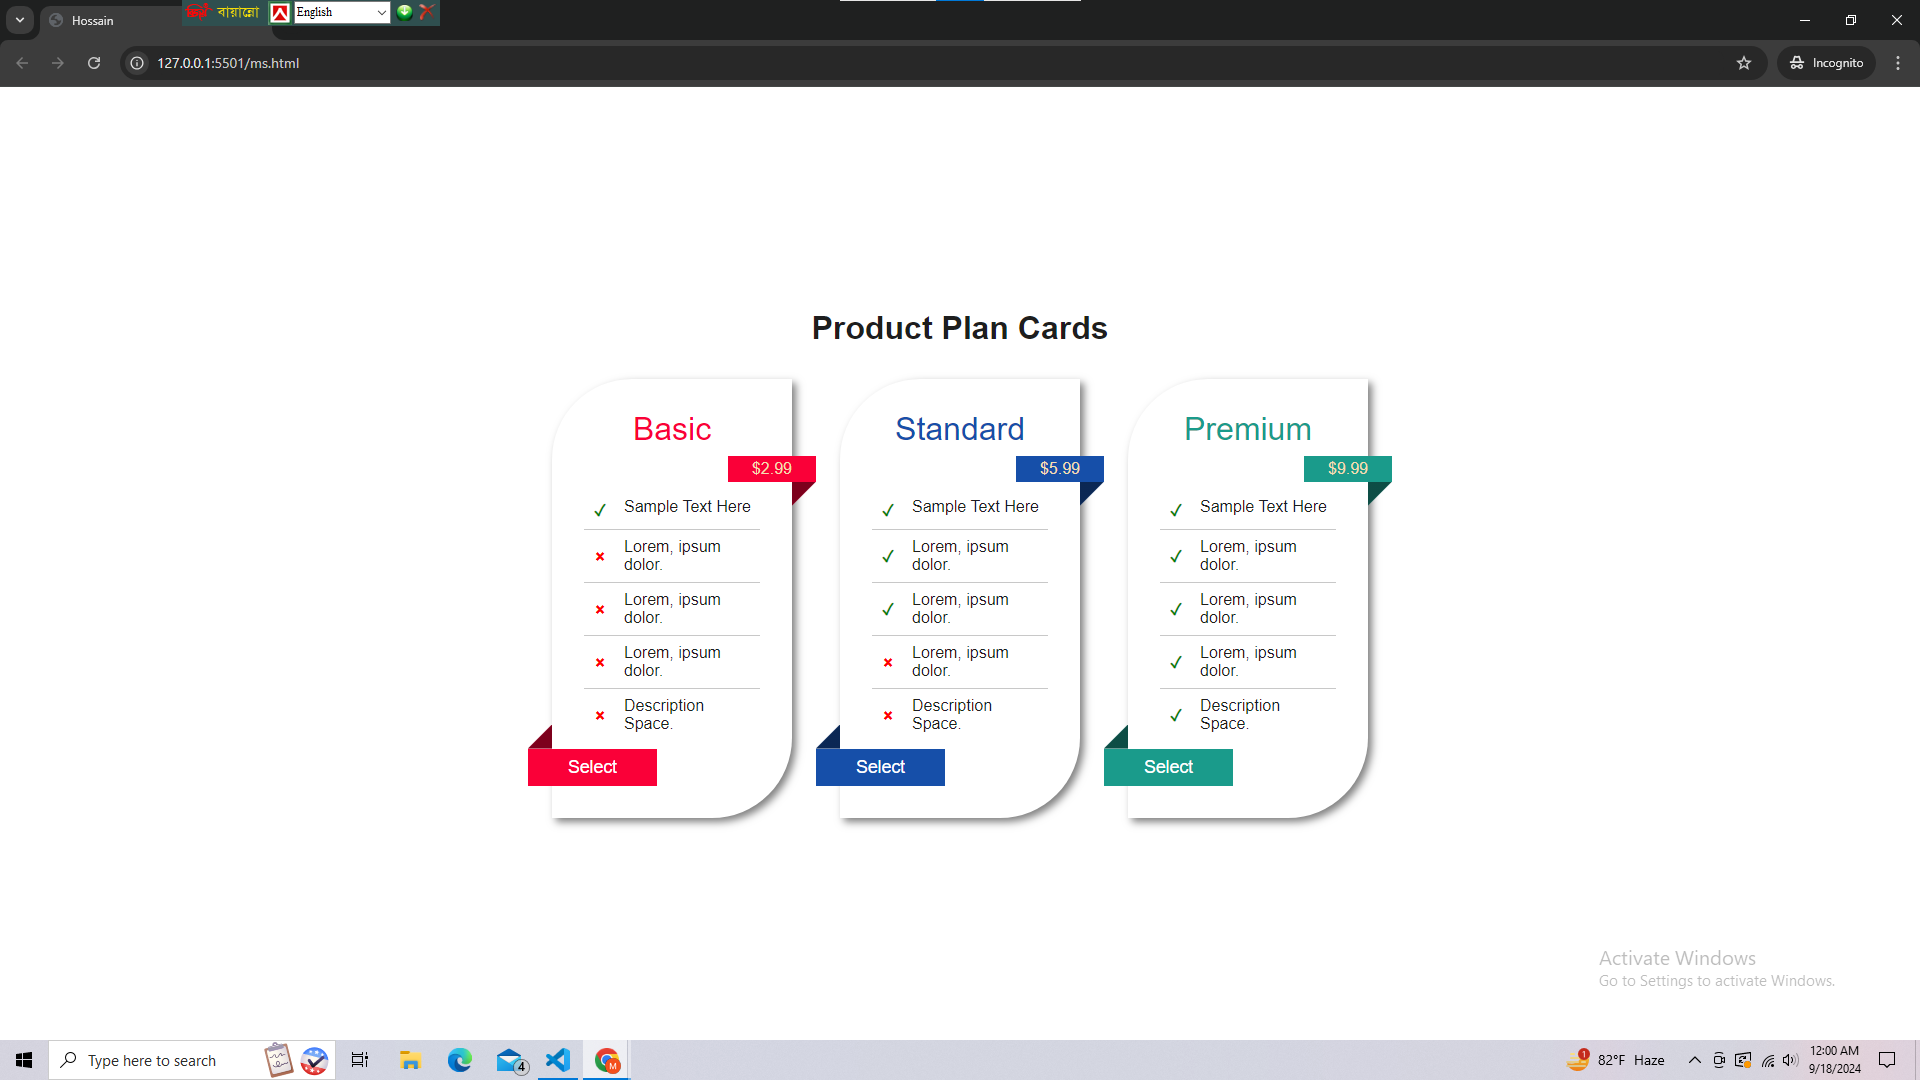 Hossain
বায়ান্নো
English
127.0.0.1:5501/ms.html
Incognito
Product Plan Cards
Basic
$2.99
Sample Text Here
Lorem, ipsum
dolor.
Lorem, ipsum
dolor.
Lorem, ipsum
dolor.
Description
Space.
Select
Standard
$5.99
Sample Text Here
Lorem, ipsum
dolor.
Lorem, ipsum
dolor.
Lorem, ipsum
dolor.
Description
Space.
Select
Premium
$9.99
Sample Text Here
Lorem, ipsum
dolor.
Lorem, ipsum
dolor.
Lorem, ipsum
dolor.
Description
Space.
Select
Activate Windows
Go to Settings to activate Windows.
Type here to search
4
M
1
82°F Haze
12:00 AM
9/18/2024